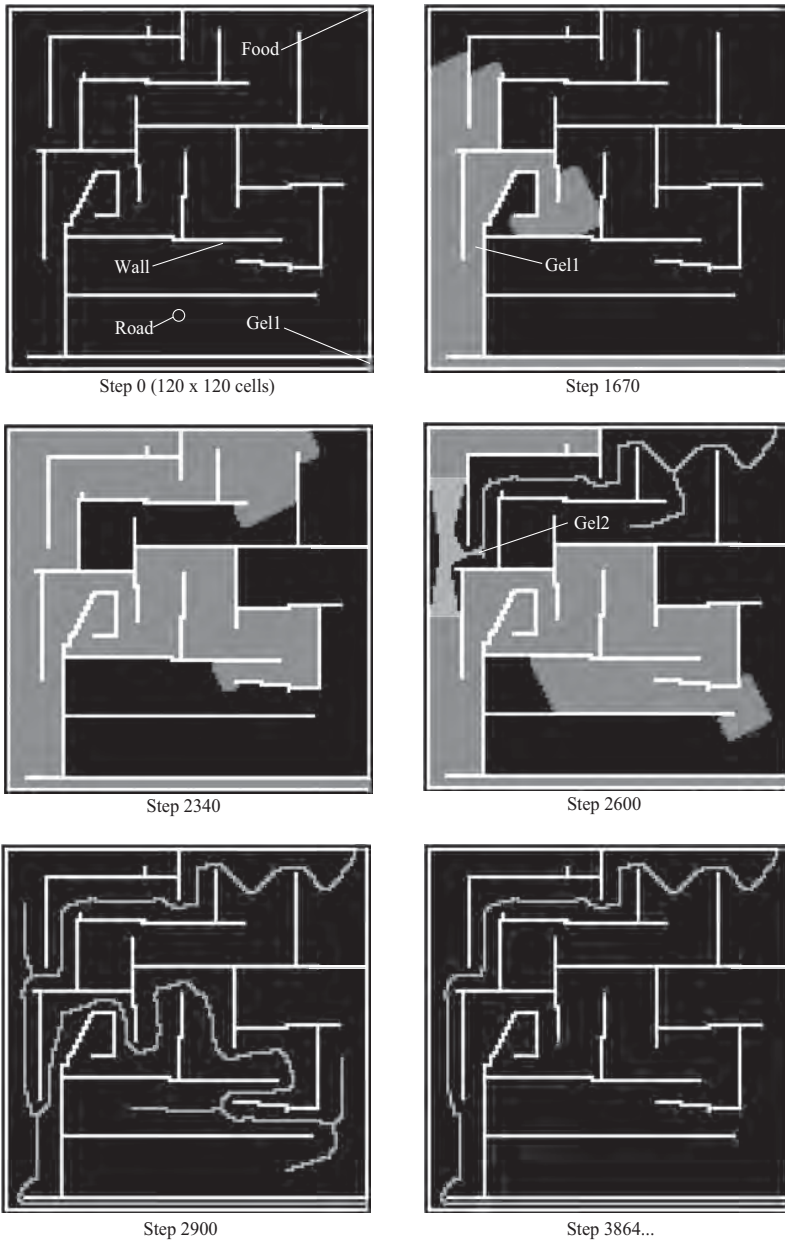 Food
Wall
Road
Gel1
Step 0 (120 x 120 cells)
Gel1
Step 1670
Step 2340
Gel2
Step 2600
Step 2900
Step 3864...